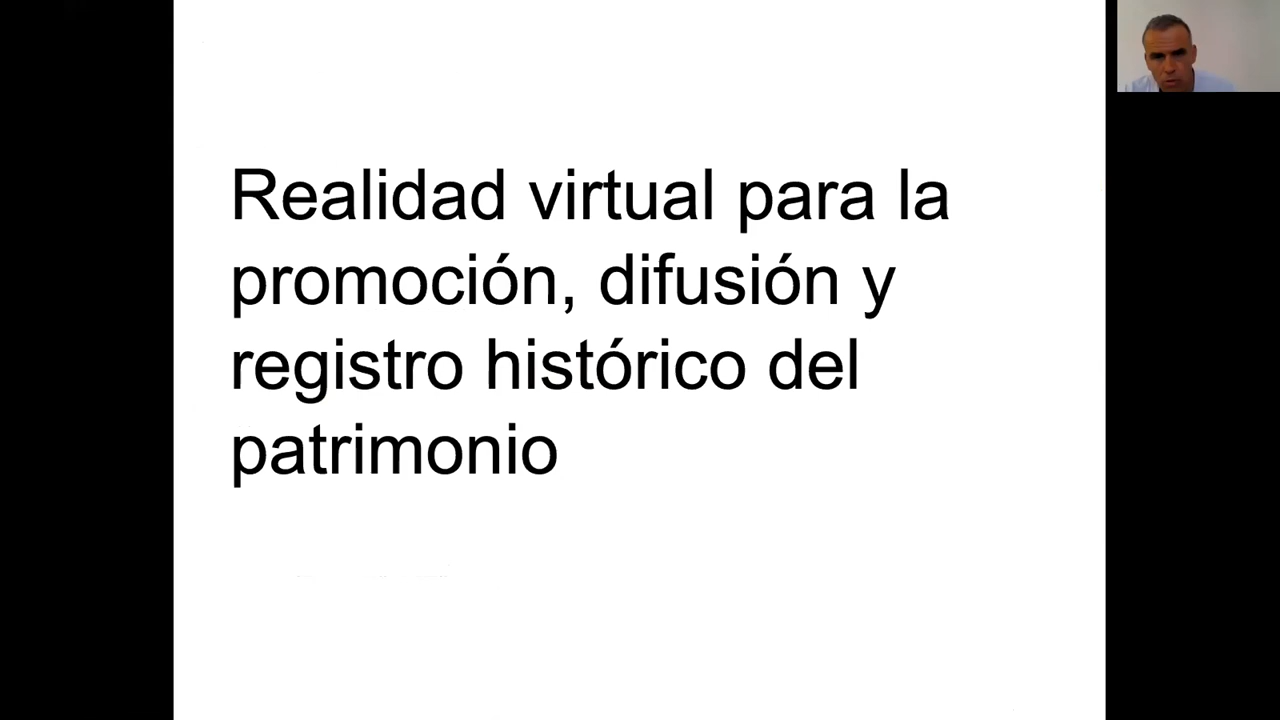 Realidad virtual para la
promoción, difusión y
registro histórico del
patrimonio